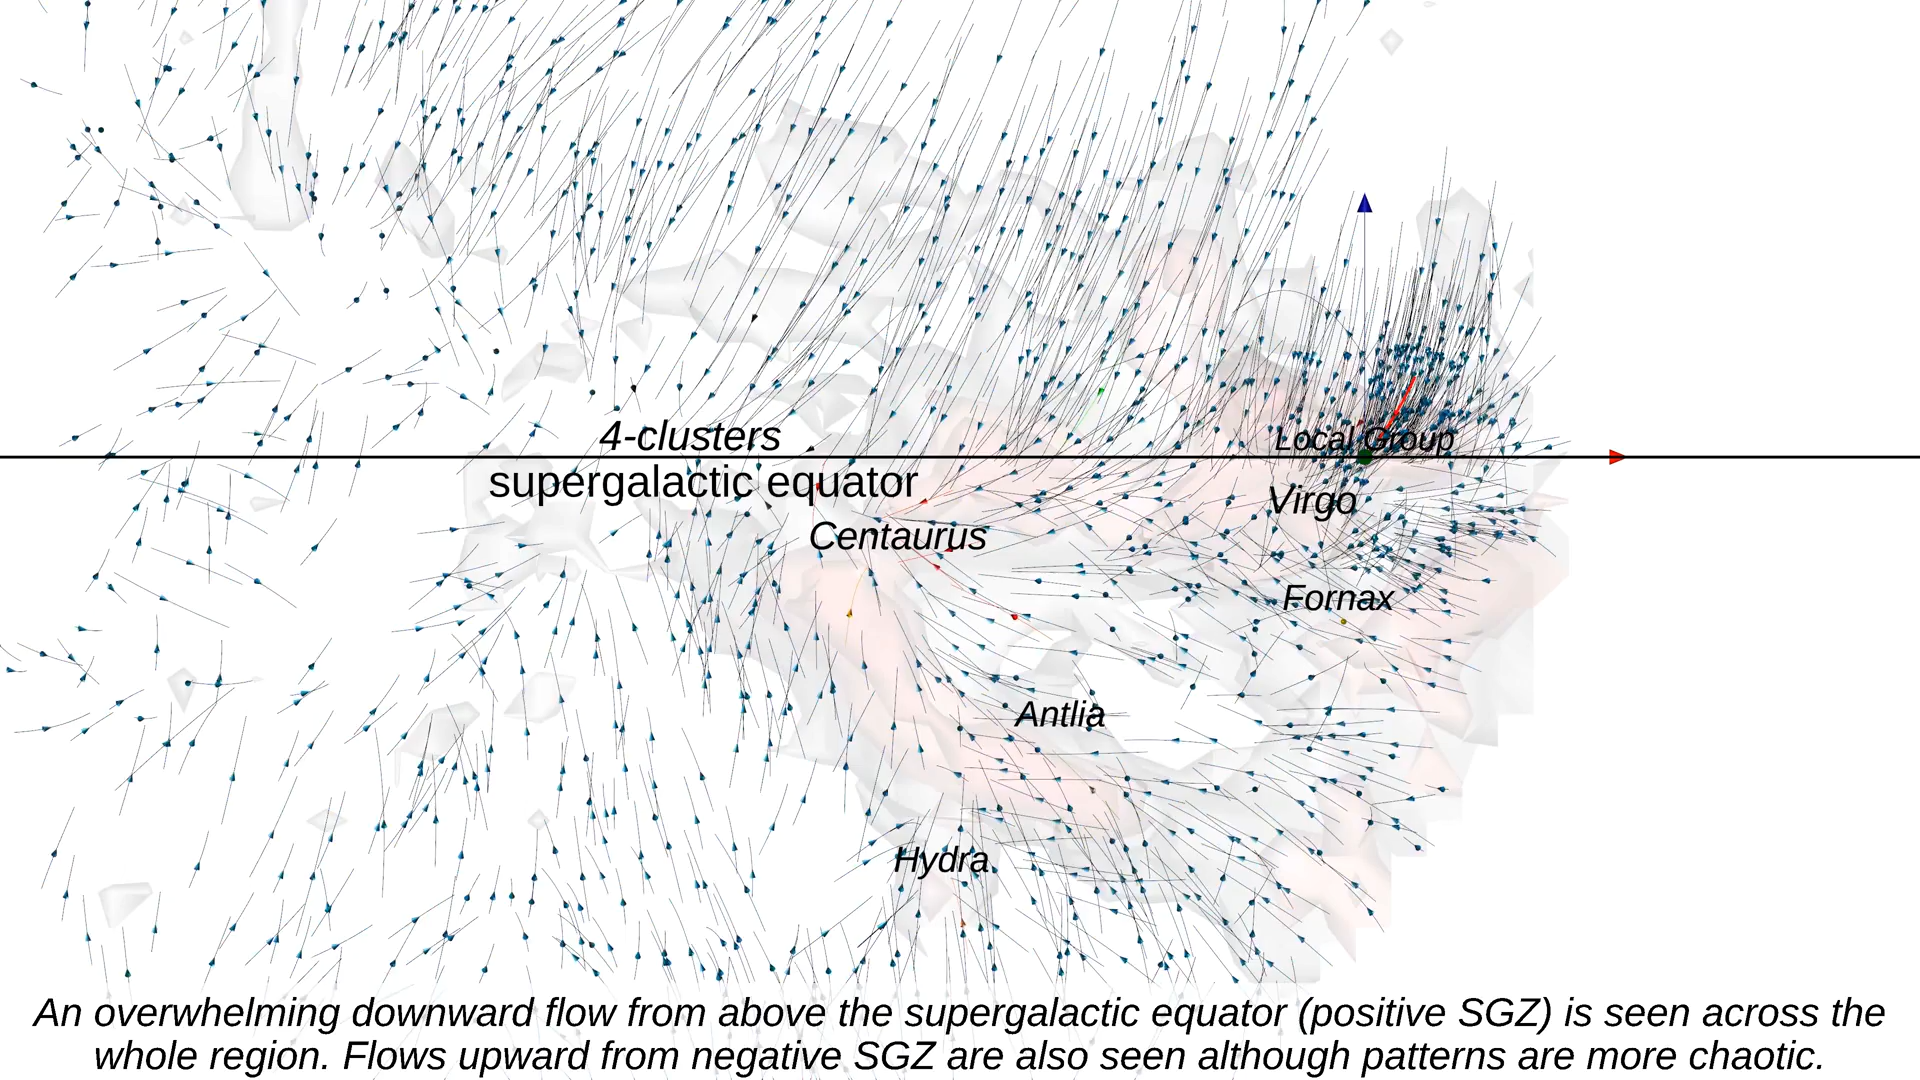 4-clusters
Local Group
supergalactic equator
Virgo
Centaurus
Fornax
Antlia
Hydra
An overwhelming downward flow from above the supergalactic equator (positive SGZ) is seen across the
whole region. Flows upward from negative SGZ are also seen although patterns are more chaotic.